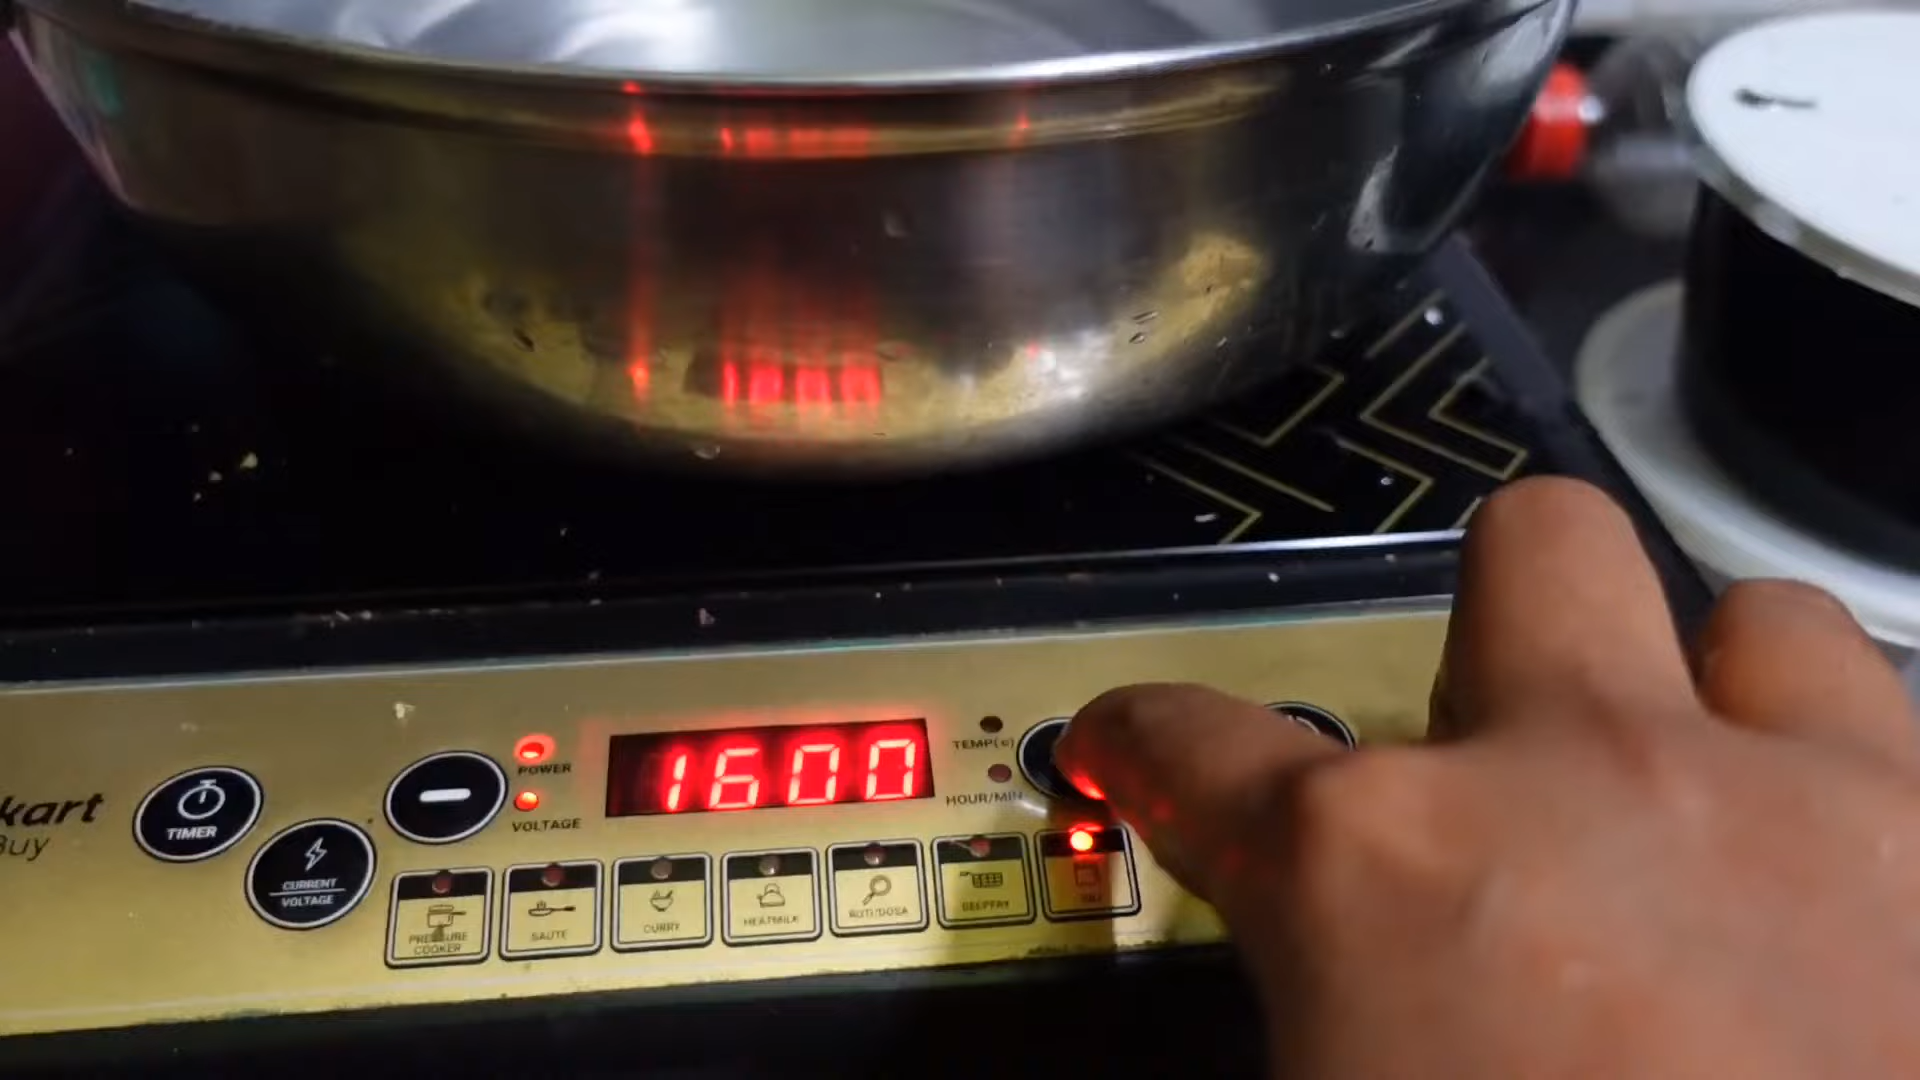 kart
Buy
TIMER
CURRENT
VOLTAGE
POWER
VOLTAGE
1600
TEMP(c)
HOUR/MIN
PRESSURE
COOKER
SAUTE
CURRY
HEATMILK
ROTI/DOSA
DEEPFRY